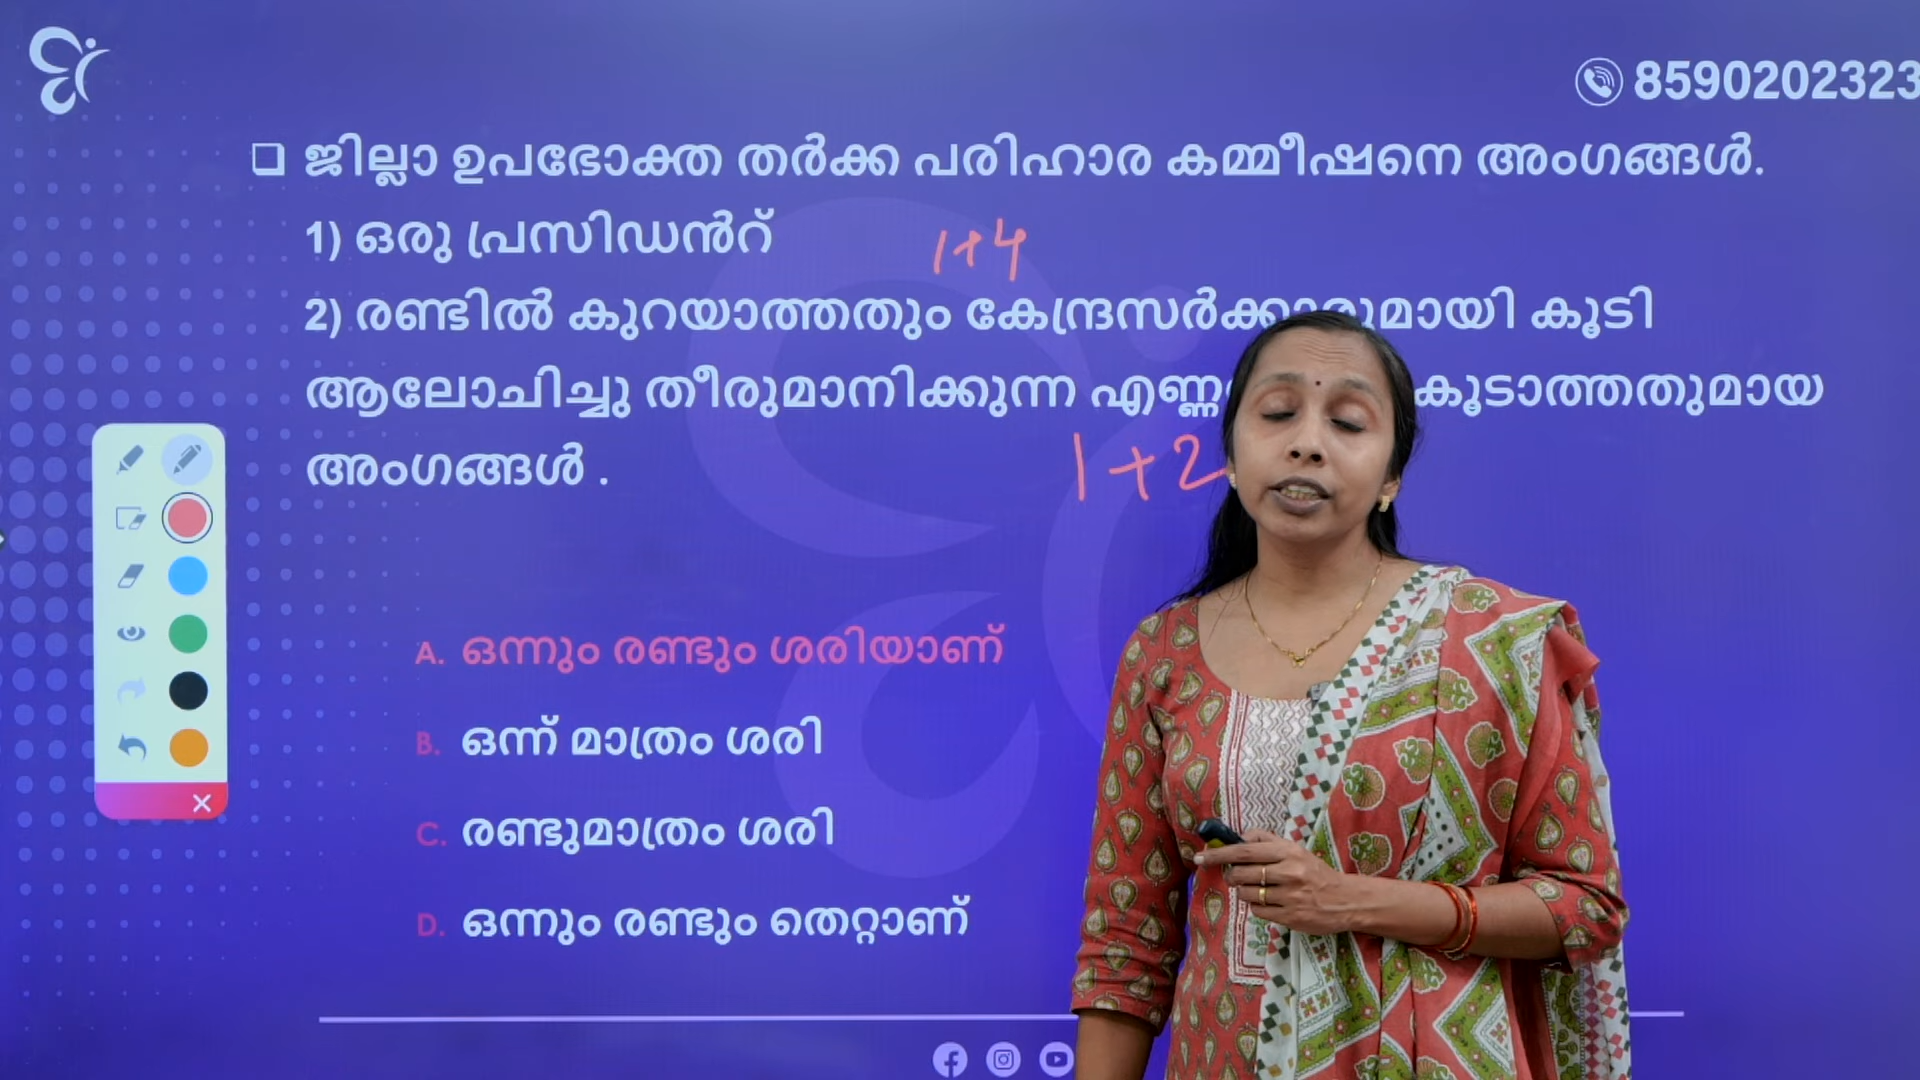 8590202323
❑ ജില്ലാ ഉപഭോക്ത തർക്ക പരിഹാര കമ്മീഷനെ അംഗങ്ങൾ.
1) ഒരു പ്രസിഡൻറ്
1+4
2) രണ്ടിൽ കുറയാത്തതും കേന്ദ്രസർക്കാരുമായി കൂടി
ആലോചിച്ചു തീരുമാനിക്കുന്ന കൂടാത്തതുമായ
അംഗങ്ങൾ .
1+2
A. ഒന്നും രണ്ടും ശരിയാണ്
B. ഒന്ന് മാത്രം ശരി
C. രണ്ടുമാത്രം ശരി
D. ഒന്നും രണ്ടും തെറ്റാണ്